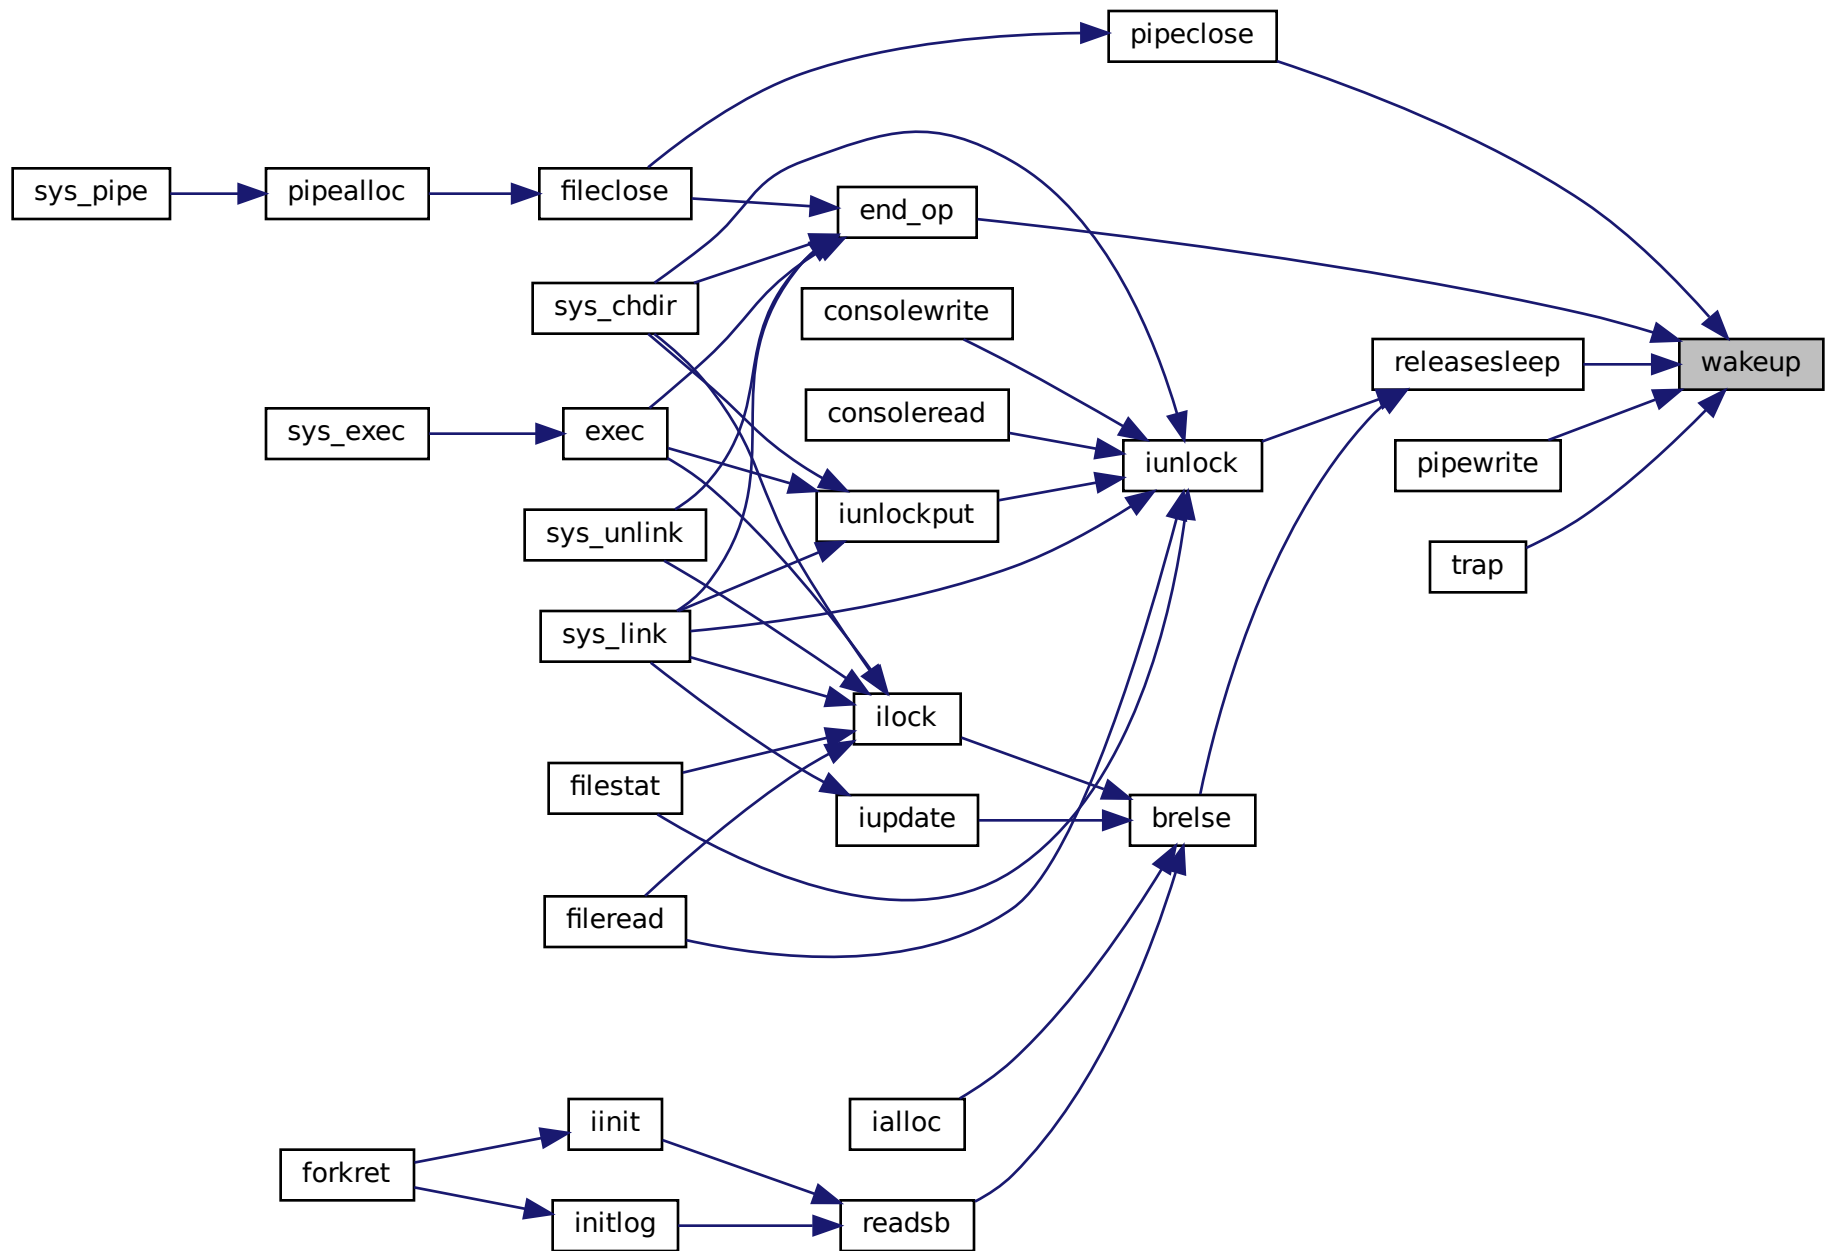 pipeclose
sys_pipe
pipealloc
fileclose
end_op
sys_chdir
consolewrite
releasesleep
wakeup
consoleread
sys_exec
exec
iunlock
pipewrite
iunlockput
sys_unlink
trap
sys_link
ilock
filestat
iupdate
brelse
fileread
iinit
ialloc
forkret
initlog
readsb